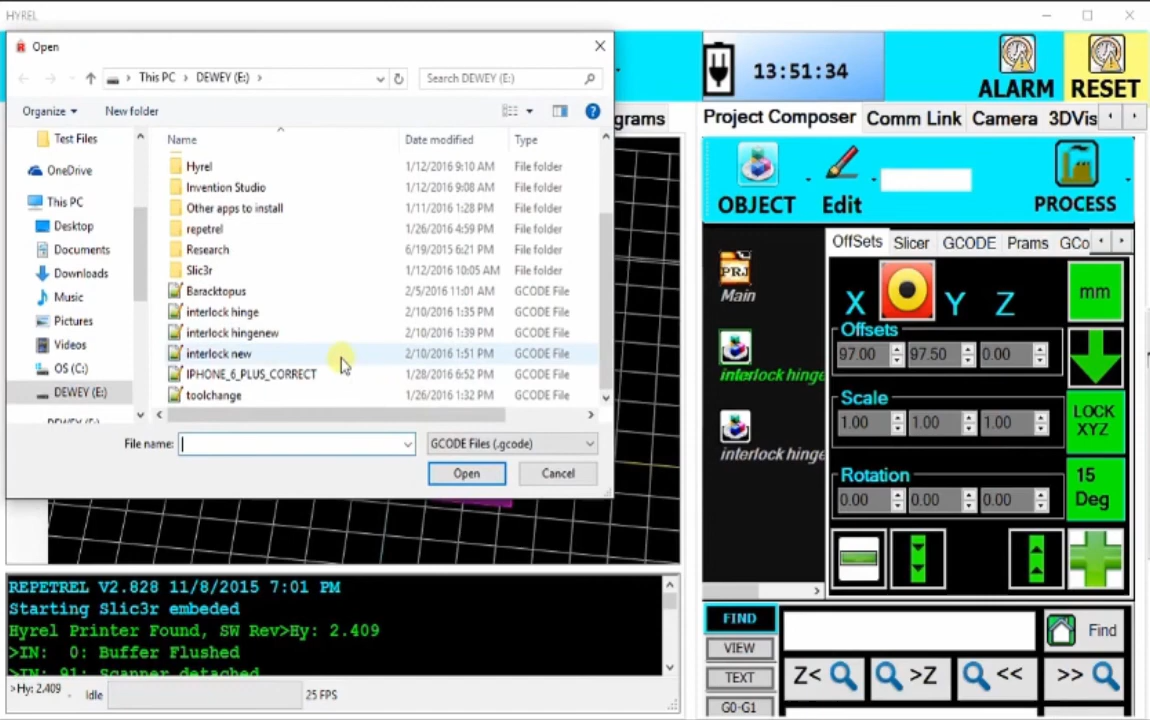 HYREL
Open
This PC
DEWEY (E:)
Search DEWEY (E:)
Organize
New folder
Name
Date modified
Type
Test Files
OneDrive
This PC
Desktop
Documents
Downloads
Music
Pictures
Videos
OS (C:)
DEWEY (E:)
Hyrel 1/12/2016 9:10 AM File folder
Invention Studio 1/12/2016 9:08 AM File folder
Other apps to install 1/11/2016 1:28 PM File folder
repetrel 1/26/2016 4:59 PM File folder
Research 6/19/2015 6:21 PM File folder
Slic3r 1/12/2016 10:05 AM File folder
Baracktopus 2/5/2016 11:01 AM GCODE File
interlock hinge 2/10/2016 1:35 PM GCODE File
interlock hingenew 2/10/2016 1:39 PM GCODE File
interlock new 2/10/2016 1:51 PM GCODE File
IPHONE_6_PLUS_CORRECT 1/28/2016 6:52 PM GCODE File
toolchange 1/26/2016 1:32 PM GCODE File
File name:
GCODE Files (.gcode)
Open
Cancel
grams
13:51:34
ALARM
RESET
Project Composer
Comm Link
Camera
3DVis
OBJECT
Edit
PROCESS
PRJ
Main
interlock hinge
interlock hinge
OffSets
Slicer
GCODE
Prams
GCo
X
Y
Z
mm
Offsets
97.00
97.50
0.00
Scale
1.00
1.00
1.00
LOCK
XYZ
Rotation
0.00
0.00
0.00
15
Deg
REPETREL V2.828 11/8/2015 7:01 PM
Starting Slic3r embeded
Hyrel Printer Found, SW Rev>Hy: 2.409
>IN: 0: Buffer Flushed
>IN: 91: Scanner detached
>Hy: 2.409
Idle
25 FPS
FIND
VIEW
TEXT
G0-G1
Find
Z<
>Z
<<
>>